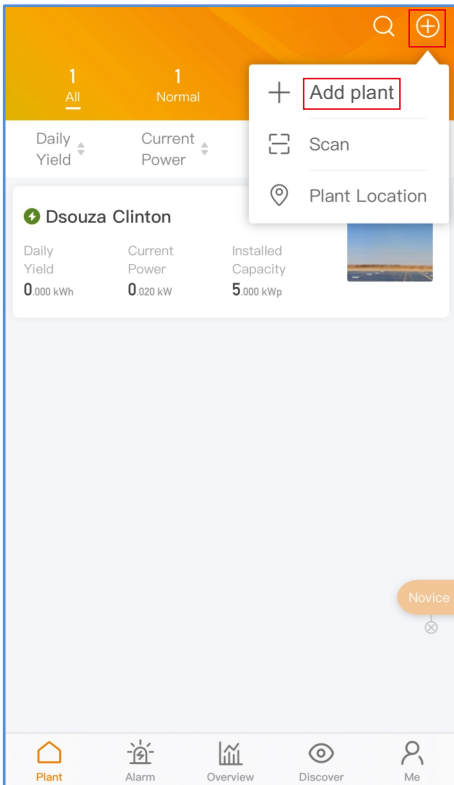 1
All
1
Normal
Add plant
Scan
Plant Location
Daily
Yield
Current
Power
Dsouza Clinton
Daily
Yield
0.000 kWh
Current
Power
0.020 kW
Installed
Capacity
5.000 kWp
Novice
Plant
Alarm
Overview
Discover
Me